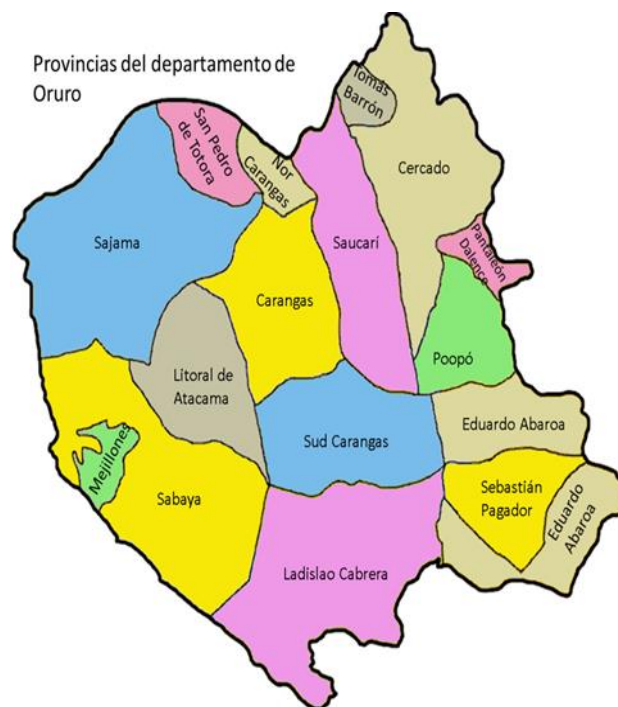 Provincias del departamento de
Oruro
Tomás
Barrón
San Pedro
de Totora
Nor
Carangas
Cercado
Sajama
Saucarí
Pantaleón
Dalence
Carangas
Poopó
Litoral de
Atacama
Eduardo Abaroa
Sud Carangas
Mejillones
Sabaya
Sebastián
Pagador
Eduardo
Abaroa
Ladislao Cabrera